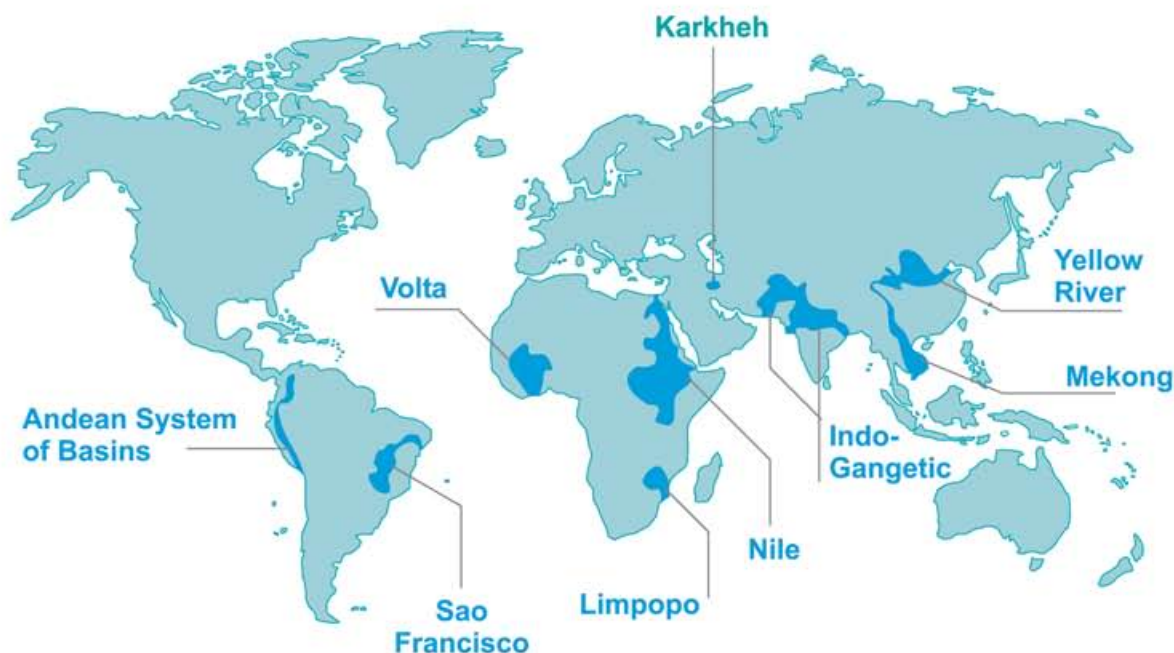 Karkheh
Volta
Yellow
River
Mekong
Andean System
of Basins
Indo-
Gangetic
Nile
Limpopo
Sao
Francisco